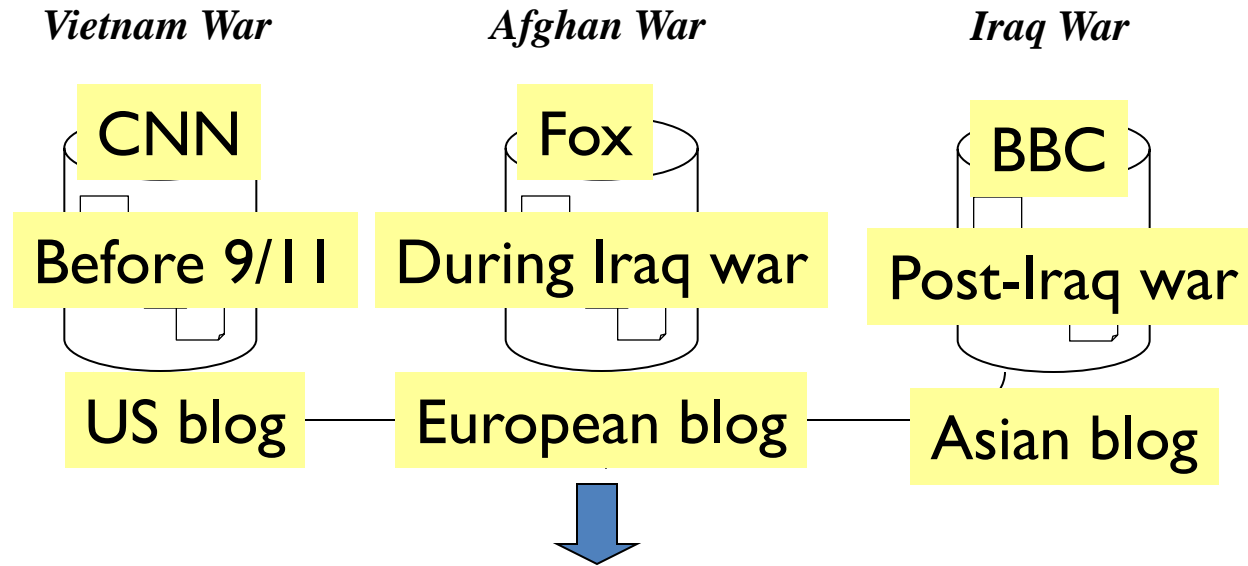 Vietnam War
Afghan War
Iraq War
CNN
Fox
BBC
Before 9/11
During Iraq war
Post-Iraq war
US blog
European blog
Asian blog